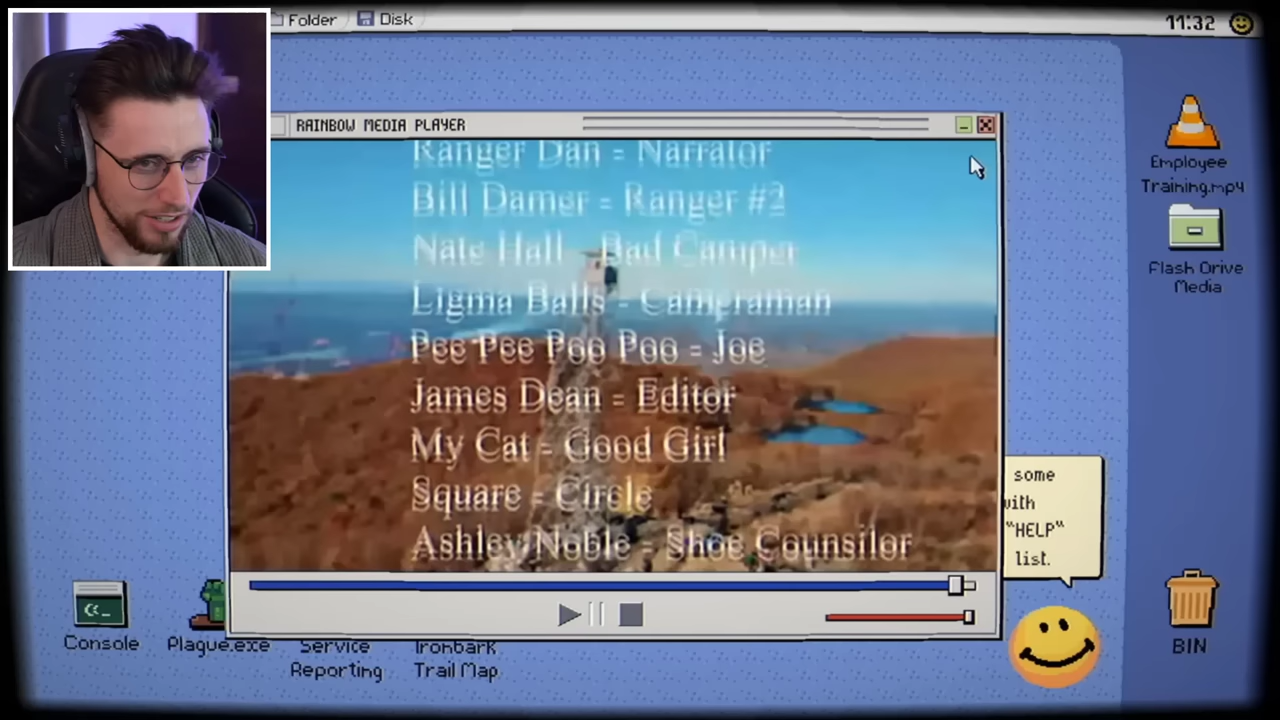 Folder
Disk
11:32
RAINBOW MEDIA PLAYER
Ranger Dan = Narrator
Bill Damer = Ranger #2
Nate Hall = Bad Camper
Ligma Balls = Cameraman
Pee Pee Poo Poo = Joe
James Dean = Editor
My Cat = Good Girl
Square = Circle
Ashley Noble = Shoe Counsilor
Employee
Training.mp4
Flash Drive
Media
some
with
"HELP"
list.
Console
Plague.exe
Service
Reporting
Ironbark
Trail Map
BIN